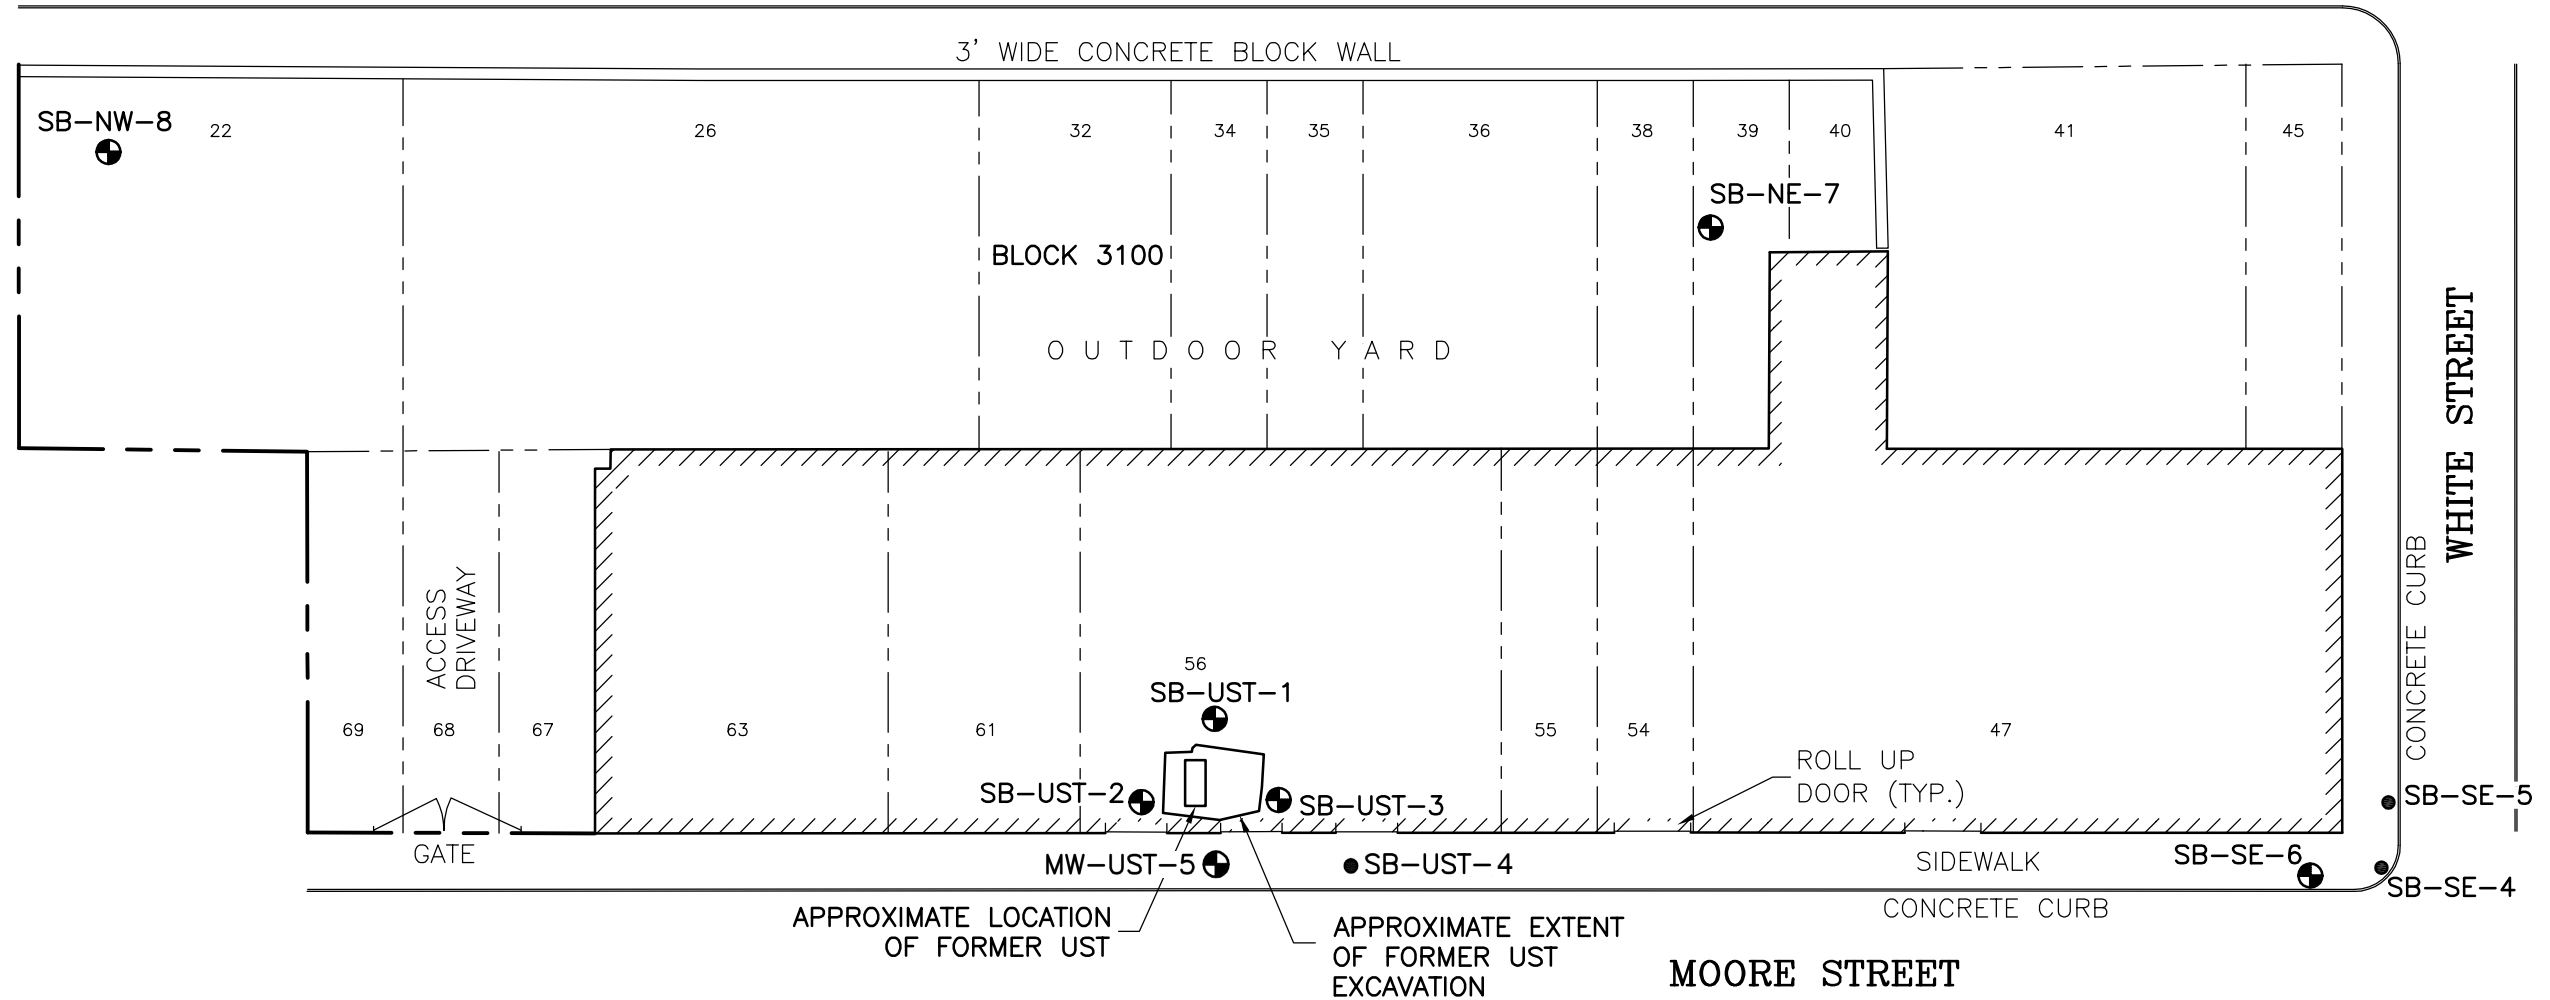 3' WIDE CONCRETE BLOCK WALL
SB-NW-8
22
26
32
34
35
36
38
39
40
41
45
SB-NE-7
BLOCK 3100
OUTDOOR YARD
WHITE STREET
CONCRETE CURB
ACCESS
DRIVEWAY
56
SB-UST-1
69
68
67
63
61
55
54
47
ROLL UP
DOOR (TYP.)
SB-UST-2
SB-UST-3
SB-SE-5
GATE
MW-UST-5
SB-UST-4
SIDEWALK
SB-SE-6
SB-SE-4
CONCRETE CURB
APPROXIMATE LOCATION
OF FORMER UST
APPROXIMATE EXTENT
OF FORMER UST
EXCAVATION
MOORE STREET